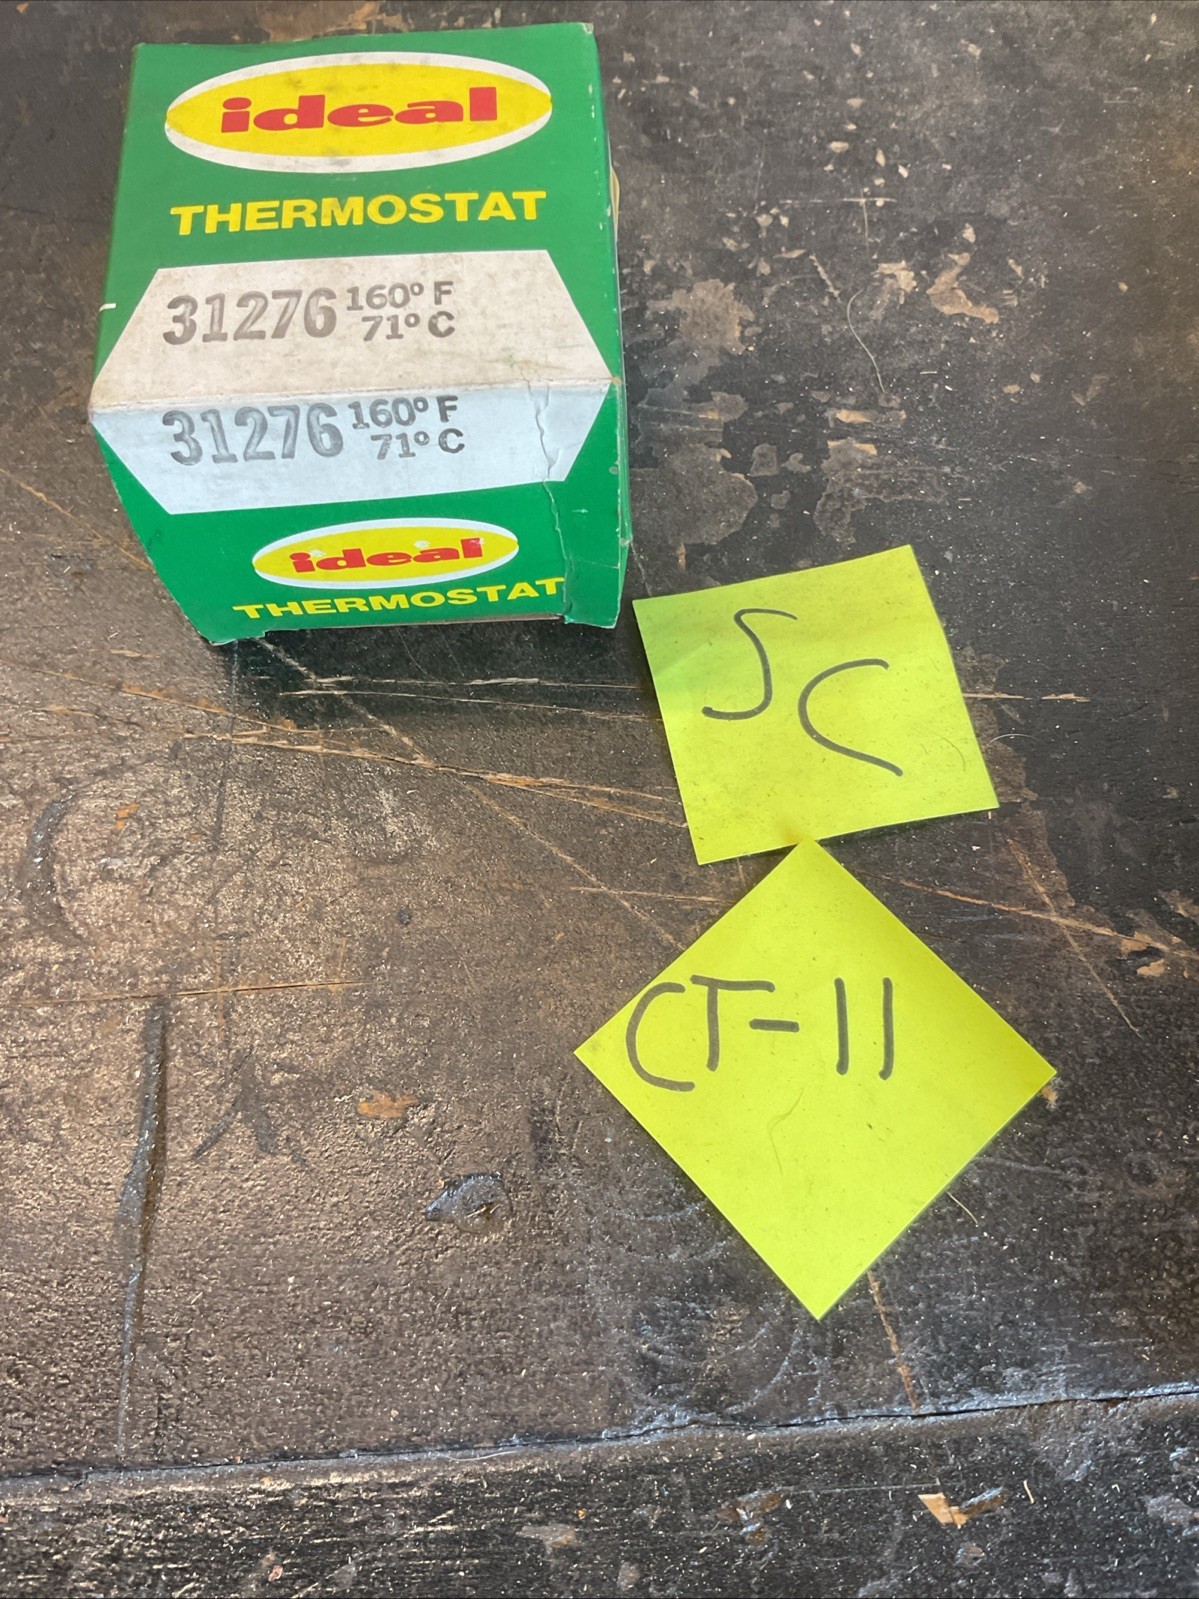 ideal
THERMOSTAT
31276 160° F
71° C
31276 160° F
71° C
ideal
THERMOSTAT
SC
CT-11